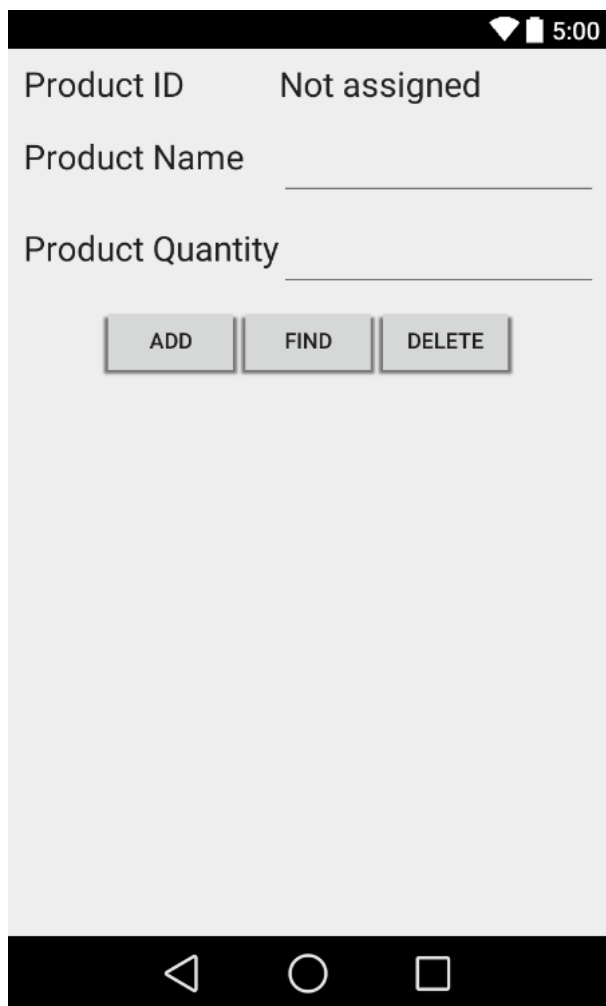 5:00
Product ID Not assigned
Product Name
Product Quantity
ADD FIND DELETE